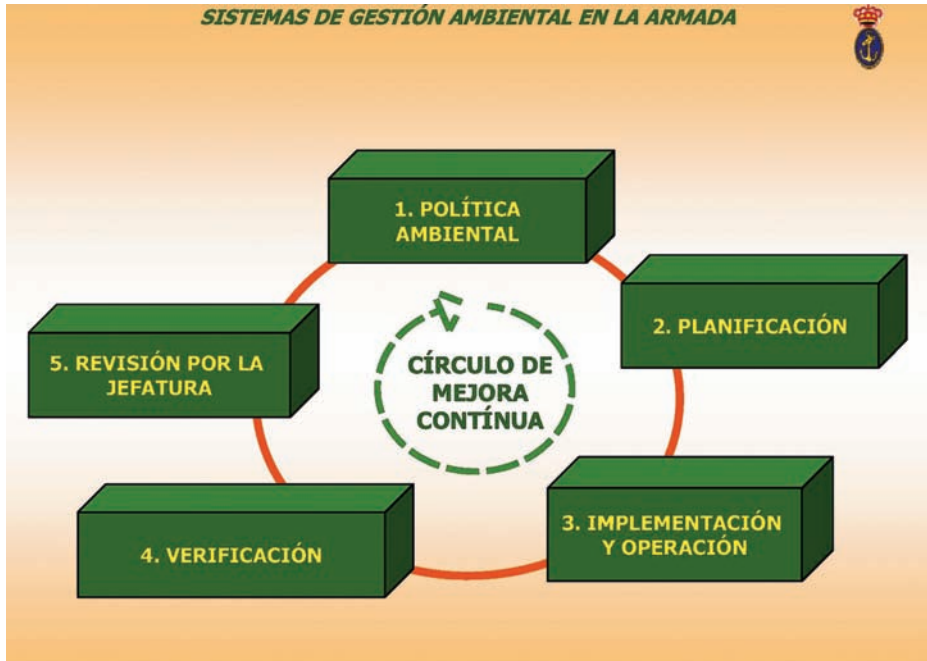 SISTEMAS DE GESTIÓN AMBIENTAL EN LA ARMADA
1. POLÍTICA
AMBIENTAL
2. PLANIFICACIÓN
5. REVISIÓN POR LA
JEFATURA
CÍRCULO DE
MEJORA
CONTÍNUA
3. IMPLEMENTACIÓN
Y OPERACIÓN
4. VERIFICACIÓN